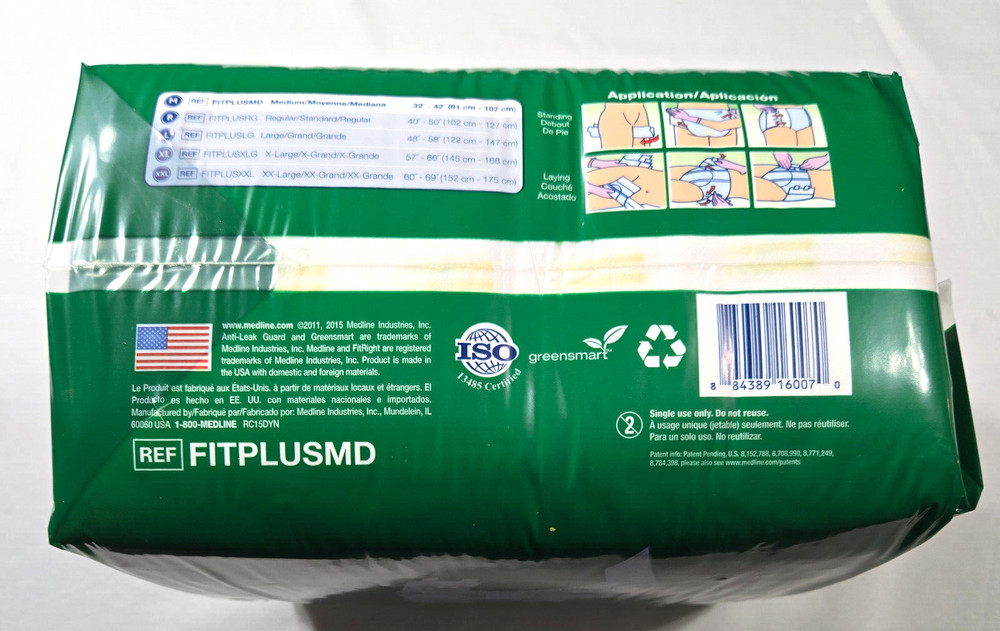 M REF FITPLUSMD Medium/Moyenne/Mediana 32" - 42" (81 cm - 107 cm)
R REF FITPLUSRG Regular/Standard/Regular 40" - 50" (102 cm - 127 cm)
L REF FITPLUSLG Large/Grand/Grande 48" - 58" (122 cm - 147 cm)
XL REF FITPLUSXLG X-Large/X-Grand/X-Grande 57" - 66" (145 cm - 168 cm)
XXL REF FITPLUSXXL XX-Large/XX-Grand/XX-Grande 60" - 69" (152 cm - 175 cm)
Application/Aplicación
Standing
Debout
De Pie
Laying
Couché
Acostado
www.medline.com ©2011, 2015 Medline Industries, Inc.
Anti-Leak Guard and Greensmart are trademarks of
Medline Industries, Inc. Medline and FitRight are registered
trademarks of Medline Industries, Inc. Product is made in
the USA with domestic and foreign materials.
Le Produit est fabriqué aux États-Unis. à partir de matériaux locaux et étrangers. El
Producto es hecho en EE. UU. con materiales nacionales e importados.
Manufactured by/Fabriqué par/Fabricado por: Medline Industries, Inc., Mundelein, IL
60060 USA 1-800-MEDLINE RC15DYN
REF FITPLUSMD
ISO
13485 Certified
greensmart™
8 84389 16007 0
2
Single use only. Do not reuse.
À usage unique (jetable) seulement. Ne pas réutiliser.
Para un solo uso. No reutilizar.
Patent info: Patent Pending, U.S. 8,152,788, 8,708,990, 8,771,249,
8,784,398, please also see www.medline.com/patents